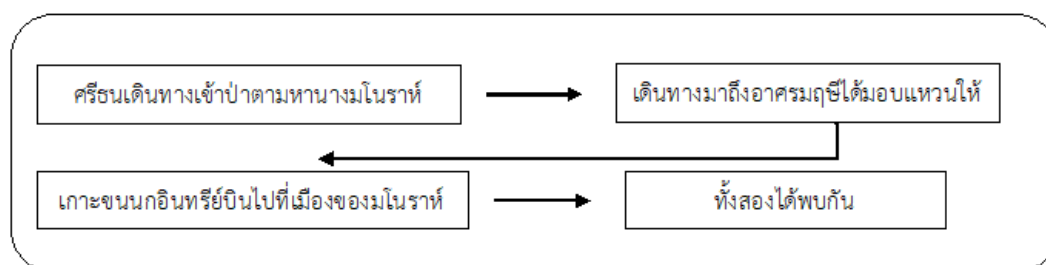 ศรีธนเดินทางเข้าป่าตามหานางมโนราห์
เดินทางมาถึงอาศรมฤษีได้มอบแหวนให้
เกาะขนนกอินทรีย์บินไปที่เมืองของมโนราห์
ทั้งสองได้พบกัน